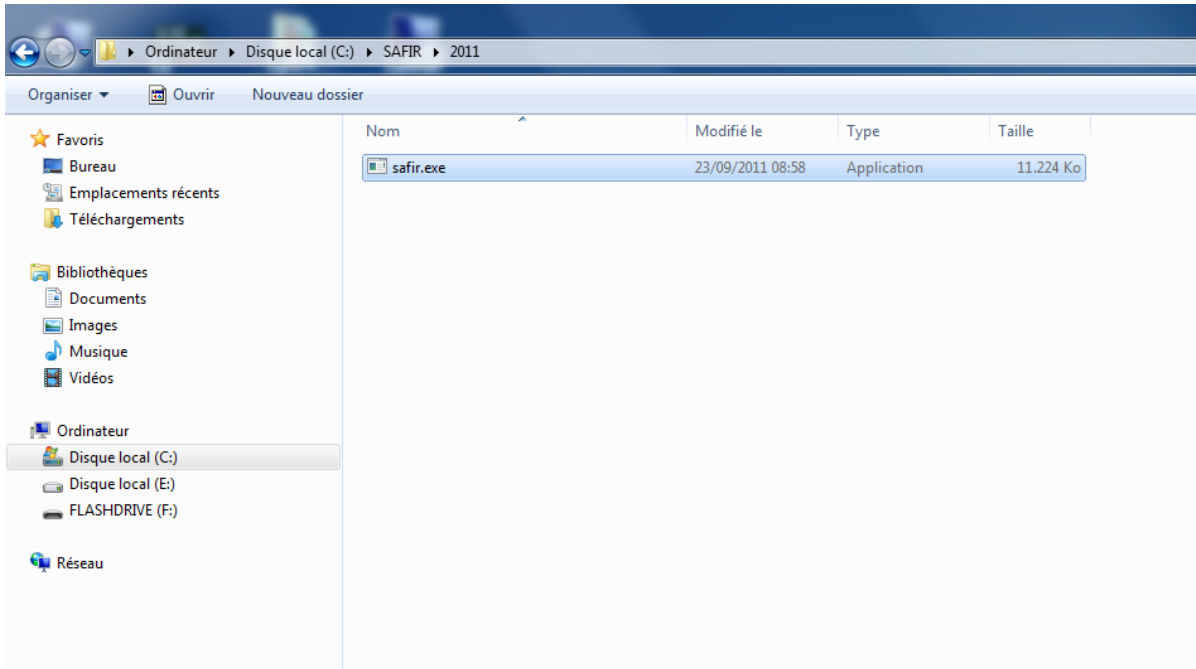 Ordinateur Disque local (C:) SAFIR 2011
Organiser Ouvrir Nouveau dossier
Favoris
Bureau
Emplacements récents
Téléchargements
Bibliothèques
Documents
Images
Musique
Vidéos
Ordinateur
Disque local (C:)
Disque local (E:)
FLASHDRIVE (F:)
Réseau
Nom Modifié le Type Taille
safir.exe 23/09/2011 08:58 Application 11.224 Ko